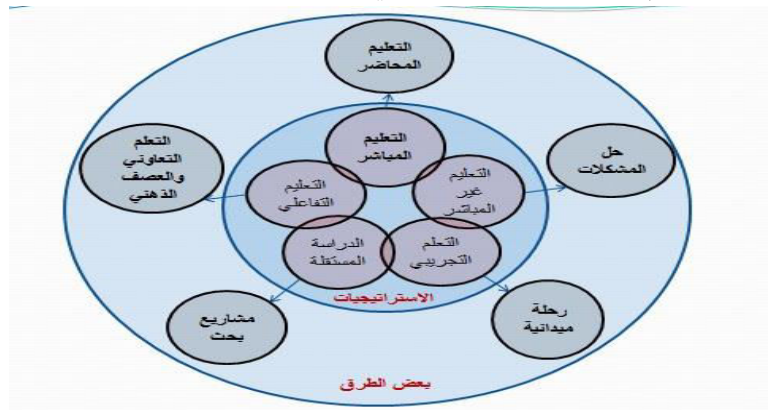 التعليم
المحاضر
التعليم
المباشر
حل
المشكلات
التعليم
غير
المباشر
التعلم
التعاوني
والعصف
الذهني
التعليم
التفاعلي
التعلم
التجريبي
الدراسة
المستقلة
الاستراتيجيات
رحلة
ميدانية
مشاريع
بحث
بعض الطرق